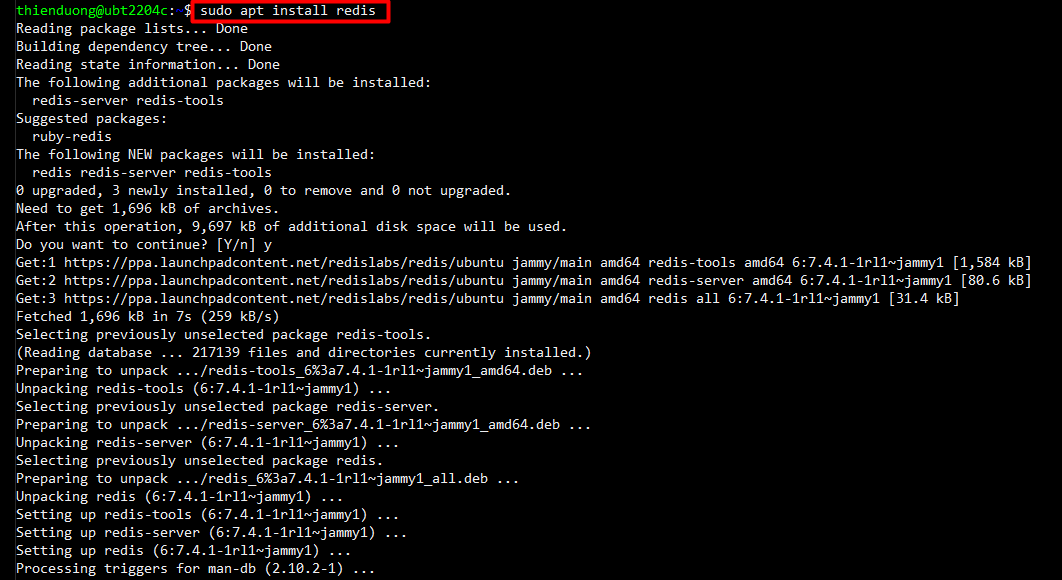 thienduong@ubt2204c:~$ sudo apt install redis
Reading package lists... Done
Building dependency tree... Done
Reading state information... Done
The following additional packages will be installed:
  redis-server redis-tools
Suggested packages:
  ruby-redis
The following NEW packages will be installed:
  redis redis-server redis-tools
0 upgraded, 3 newly installed, 0 to remove and 0 not upgraded.
Need to get 1,696 kB of archives.
After this operation, 9,697 kB of additional disk space will be used.
Do you want to continue? [Y/n] y
Get:1 https://ppa.launchpadcontent.net/redislabs/redis/ubuntu jammy/main amd64 redis-tools amd64 6:7.4.1-1rl1~jammy1 [1,584 kB]
Get:2 https://ppa.launchpadcontent.net/redislabs/redis/ubuntu jammy/main amd64 redis-server amd64 6:7.4.1-1rl1~jammy1 [80.6 kB]
Get:3 https://ppa.launchpadcontent.net/redislabs/redis/ubuntu jammy/main amd64 redis all 6:7.4.1-1rl1~jammy1 [31.4 kB]
Fetched 1,696 kB in 7s (259 kB/s)
Selecting previously unselected package redis-tools.
(Reading database ... 217139 files and directories currently installed.)
Preparing to unpack .../redis-tools_6%3a7.4.1-1rl1~jammy1_amd64.deb ...
Unpacking redis-tools (6:7.4.1-1rl1~jammy1) ...
Selecting previously unselected package redis-server.
Preparing to unpack .../redis-server_6%3a7.4.1-1rl1~jammy1_amd64.deb ...
Unpacking redis-server (6:7.4.1-1rl1~jammy1) ...
Selecting previously unselected package redis.
Preparing to unpack .../redis_6%3a7.4.1-1rl1~jammy1_all.deb ...
Unpacking redis (6:7.4.1-1rl1~jammy1) ...
Setting up redis-tools (6:7.4.1-1rl1~jammy1) ...
Setting up redis-server (6:7.4.1-1rl1~jammy1) ...
Setting up redis (6:7.4.1-1rl1~jammy1) ...
Processing triggers for man-db (2.10.2-1) ...